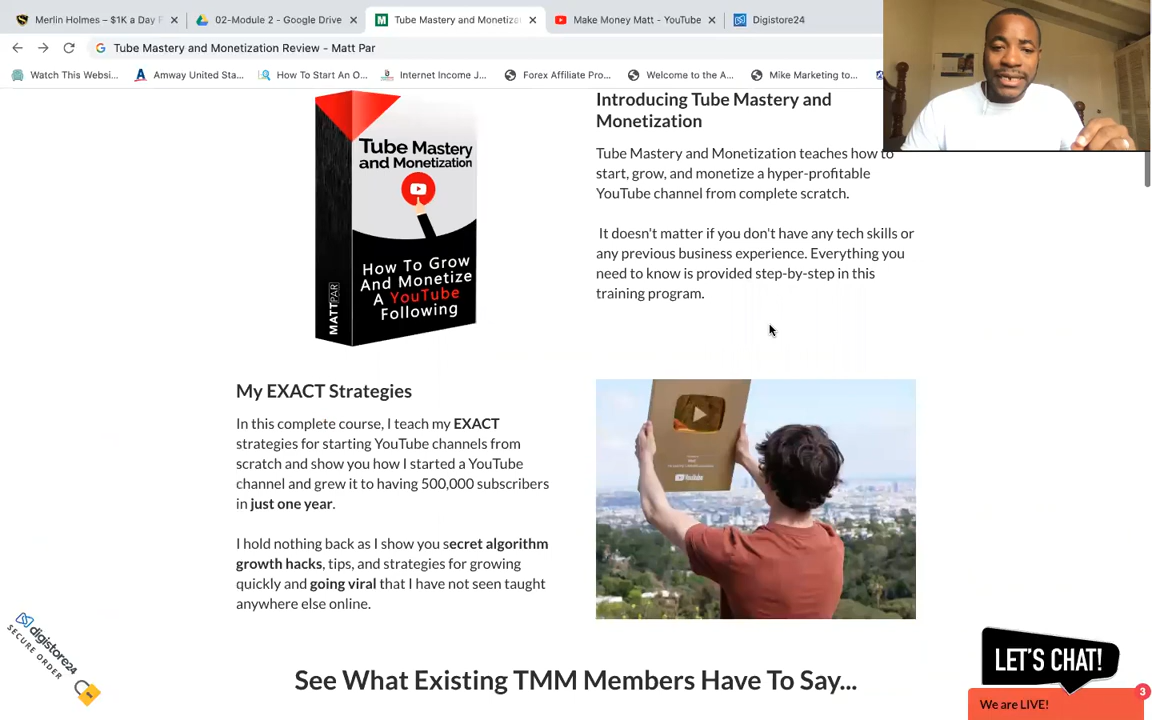 Merlin Holmes – $1K a Day F
02-Module 2 - Google Drive
Tube Mastery and Monetiza
Make Money Matt - YouTube
Digistore24
Tube Mastery and Monetization Review - Matt Par
Watch This Websi...
Amway United Sta...
How To Start An O...
Internet Income J...
Forex Affiliate Pro...
Welcome to the A...
Mike Marketing to...
Tube Mastery
and Monetization
How To Grow
And Monetize
A YouTube
Following
MATT PAR
Introducing Tube Mastery and
Monetization
Tube Mastery and Monetization teaches how to
start, grow, and monetize a hyper-profitable
YouTube channel from complete scratch.
It doesn't matter if you don't have any tech skills or
any previous business experience. Everything you
need to know is provided step-by-step in this
training program.
My EXACT Strategies
In this complete course, I teach my EXACT
strategies for starting YouTube channels from
scratch and show you how I started a YouTube
channel and grew it to having 500,000 subscribers
in just one year.
I hold nothing back as I show you secret algorithm
growth hacks, tips, and strategies for growing
quickly and going viral that I have not seen taught
anywhere else online.
YouTube
digistore24
SECURE ORDER
See What Existing TMM Members Have To Say...
LET'S CHAT!
We are LIVE!
3